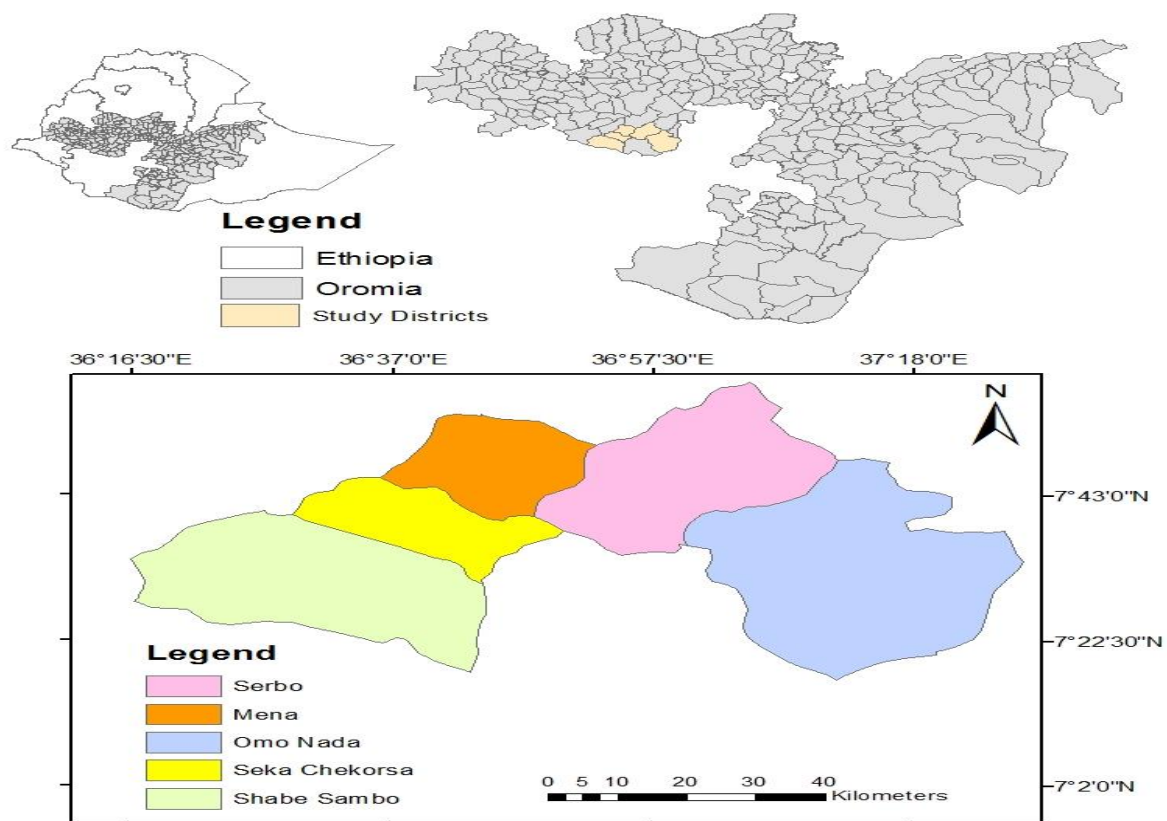 Legend
Ethiopia
Oromia
Study Districts
36°16'30"E 36°37'0"E 36°57'30"E 37°18'0"E
N
7°43'0"N
7°22'30"N
7°2'0"N
Legend
Serbo
Mena
Omo Nada
Seka Chekorsa
Shabe Sambo
0 5 10 20 30 40
Kilometers